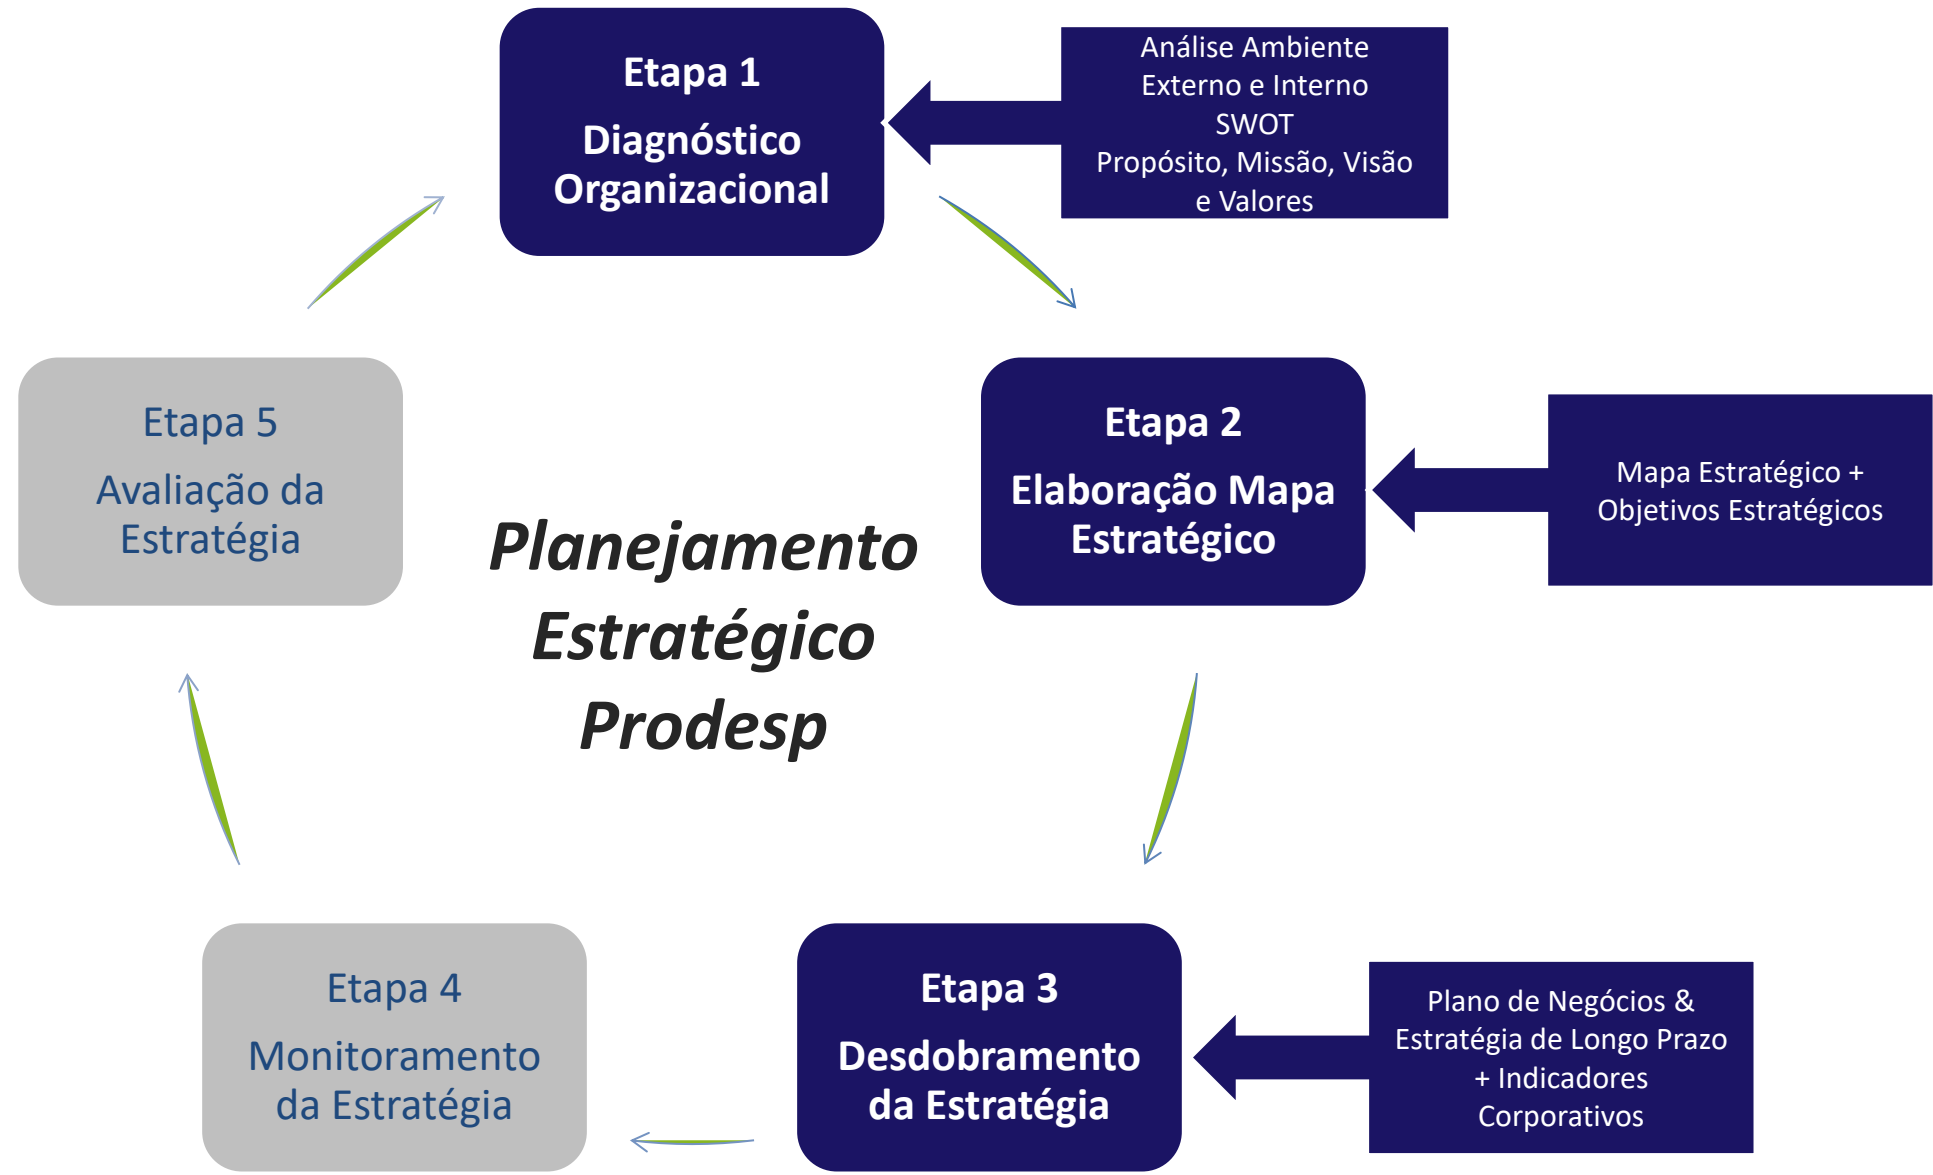 Etapa 1
Diagnóstico
Organizacional
Análise Ambiente
Externo e Interno
SWOT
Propósito, Missão, Visão
e Valores
Etapa 2
Elaboração Mapa
Estratégico
Mapa Estratégico +
Objetivos Estratégicos
Etapa 3
Desdobramento
da Estratégia
Plano de Negócios &
Estratégia de Longo Prazo
+ Indicadores
Corporativos
Etapa 4
Monitoramento
da Estratégia
Etapa 5
Avaliação da
Estratégia
Planejamento
Estratégico
Prodesp